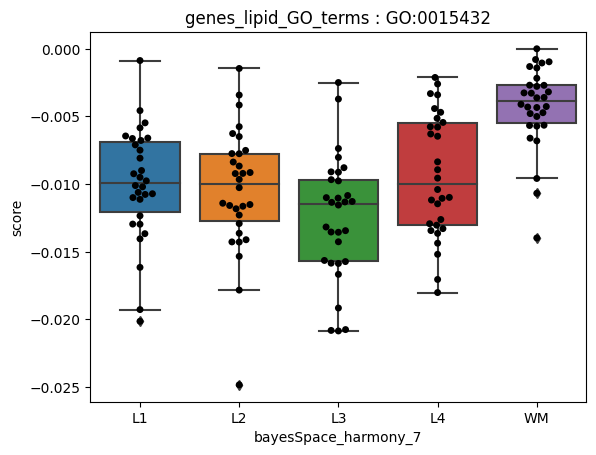 genes_lipid_GO_terms : GO:0015432
0.000
−0.005
−0.010
−0.015
−0.020
−0.025
score
L1 L2 L3 L4 WM
bayesSpace_harmony_7